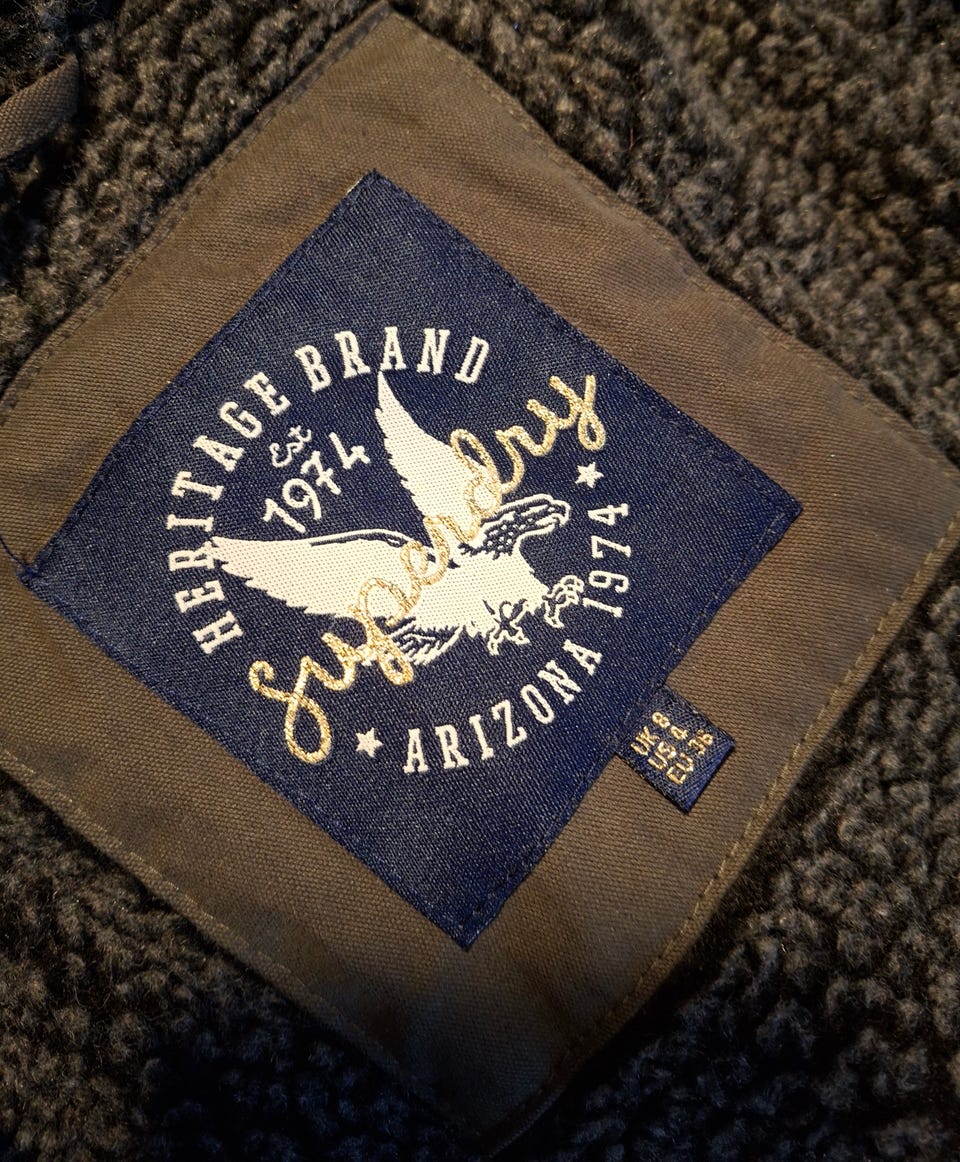 HERITAGE BRAND
Est
1974
Superdry
ARIZONA 1974
UK 8
US 4
EU 36